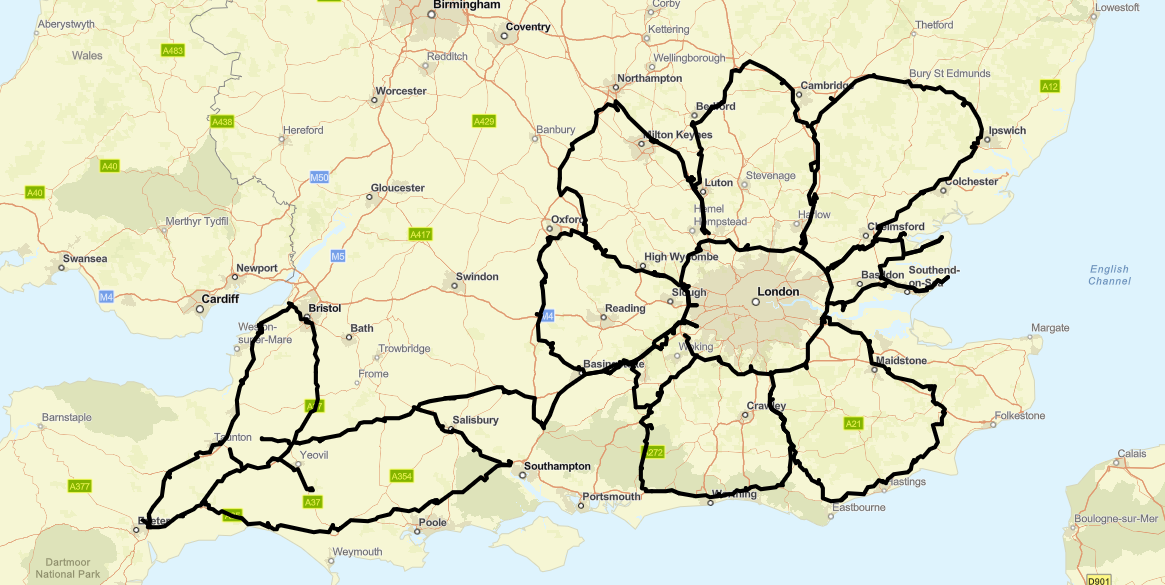 Birmingham
Corby
Lowestoft
Aberystwyth
Coventry
Kettering
Thetford
Wales
A483
Redditch
Wellingborough
Northampton
Bury St Edmunds
Cambridge
A12
Worcester
Bedford
A438
A429
Hereford
Banbury
Milton Keynes
Ipswich
A40
M50
Luton
Stevenage
Colchester
A40
Gloucester
Hemel
Hempstead
Harlow
Merthyr Tydfil
Oxford
Chelmsford
A417
Swansea
M5
High Wycombe
English
Channel
Newport
Swindon
Basildon
Southend-
on-Sea
M4
Cardiff
Slough
London
Bristol
Reading
M4
Weston-
super-Mare
Bath
Margate
Trowbridge
Woking
Maidstone
Basingstoke
Frome
Barnstaple
Crawley
Folkestone
Salisbury
A21
Taunton
Yeovil
A272
Calais
Southampton
A354
A377
Hastings
Portsmouth
Worthing
A37
Eastbourne
Exeter
Poole
Boulogne-sur-Mer
Weymouth
Dartmoor
National Park
D901